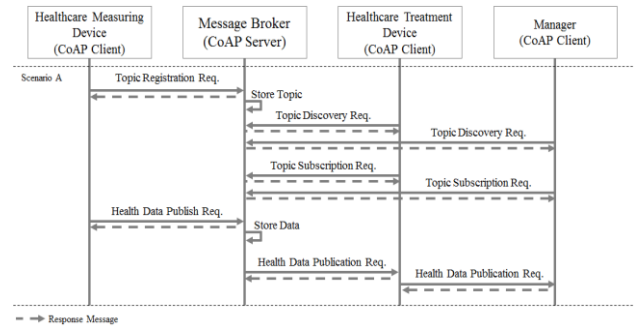 Healthcare Measuring
Device
(CoAP Client)
Message Broker
(CoAP Server)
Healthcare Treatment
Device
(CoAP Client)
Manager
(CoAP Client)
Scenario A
Topic Registration Req.
Store Topic
Topic Discovery Req.
Topic Discovery Req.
Topic Subscription Req.
Topic Subscription Req.
Health Data Publish Req.
Store Data
Health Data Publication Req.
Health Data Publication Req.
Response Message